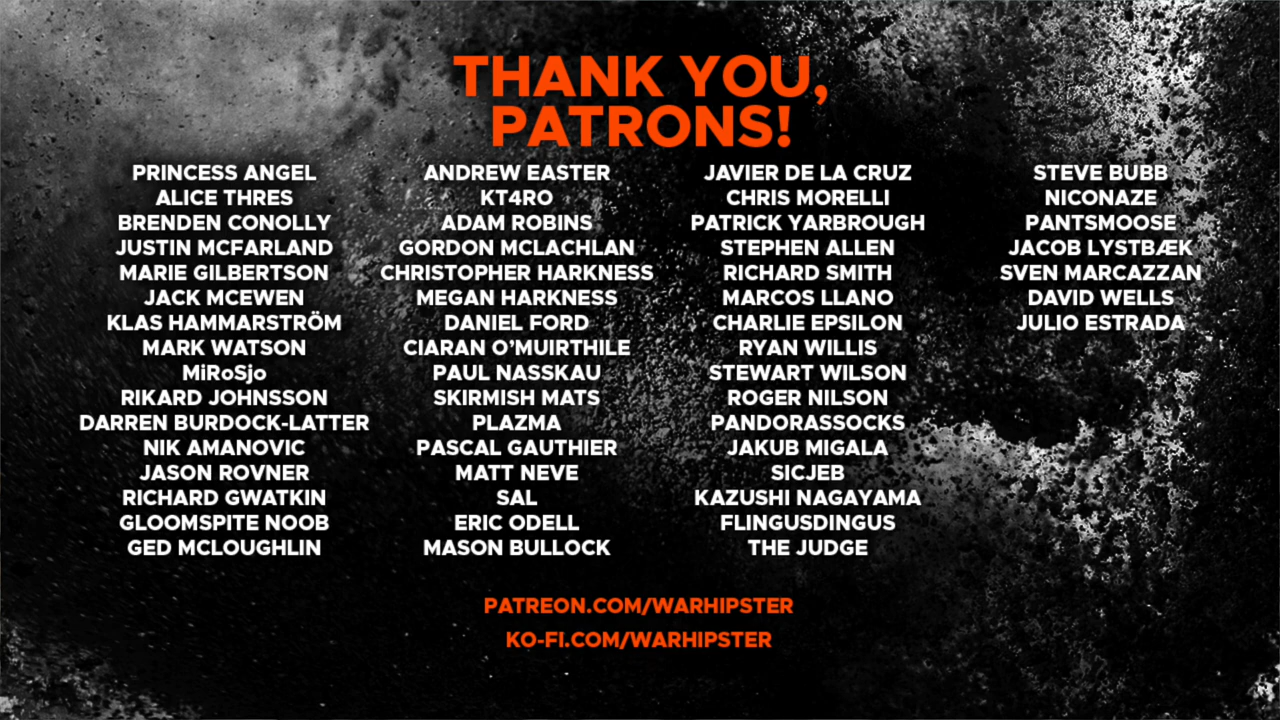 THANK YOU,
PATRONS!
PRINCESS ANGEL
ALICE THRES
BRENDEN CONOLLY
JUSTIN MCFARLAND
MARIE GILBERTSON
JACK MCEWEN
KLAS HAMMARSTRÖM
MARK WATSON
MiRoSjo
RIKARD JOHNSSON
DARREN BURDOCK-LATTER
NIK AMANOVIC
JASON ROVNER
RICHARD GWATKIN
GLOOMSPITE NOOB
GED MCLOUGHLIN
ANDREW EASTER
KT4RO
ADAM ROBINS
GORDON MCLACHLAN
CHRISTOPHER HARKNESS
MEGAN HARKNESS
DANIEL FORD
CIARAN O’MUIRTHILE
PAUL NASSKAU
SKIRMISH MATS
PLAZMA
PASCAL GAUTHIER
MATT NEVE
SAL
ERIC ODELL
MASON BULLOCK
JAVIER DE LA CRUZ
CHRIS MORELLI
PATRICK YARBROUGH
STEPHEN ALLEN
RICHARD SMITH
MARCOS LLANO
CHARLIE EPSILON
RYAN WILLIS
STEWART WILSON
ROGER NILSON
PANDORASSOCKS
JAKUB MIGALA
SICJEB
KAZUSHI NAGAYAMA
FLINGUSDINGUS
THE JUDGE
STEVE BUBB
NICONAZE
PANTSMOOSE
JACOB LYSTBÆK
SVEN MARCAZZAN
DAVID WELLS
JULIO ESTRADA
PATREON.COM/WARHIPSTER
KO-FI.COM/WARHIPSTER